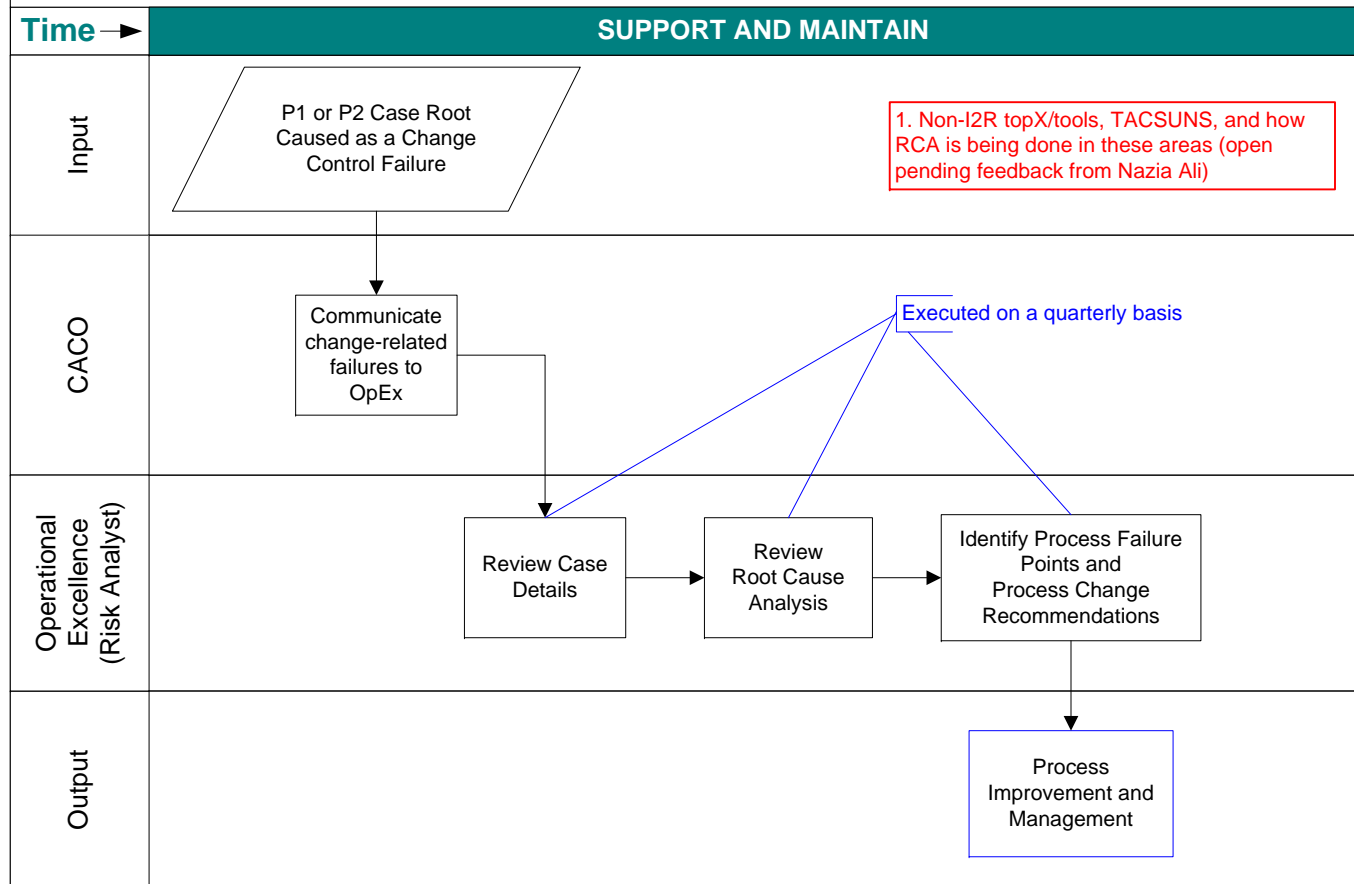 Time
SUPPORT AND MAINTAIN
Input
P1 or P2 Case Root
Caused as a Change
Control Failure
1. Non-I2R topX/tools, TACSUNS, and how
RCA is being done in these areas (open
pending feedback from Nazia Ali)
CACO
Communicate
change-related
failures to
OpEx
Executed on a quarterly basis
Operational
Excellence
(Risk Analyst)
Review Case
Details
Review
Root Cause
Analysis
Identify Process Failure
Points and
Process Change
Recommendations
Output
Process
Improvement and
Management